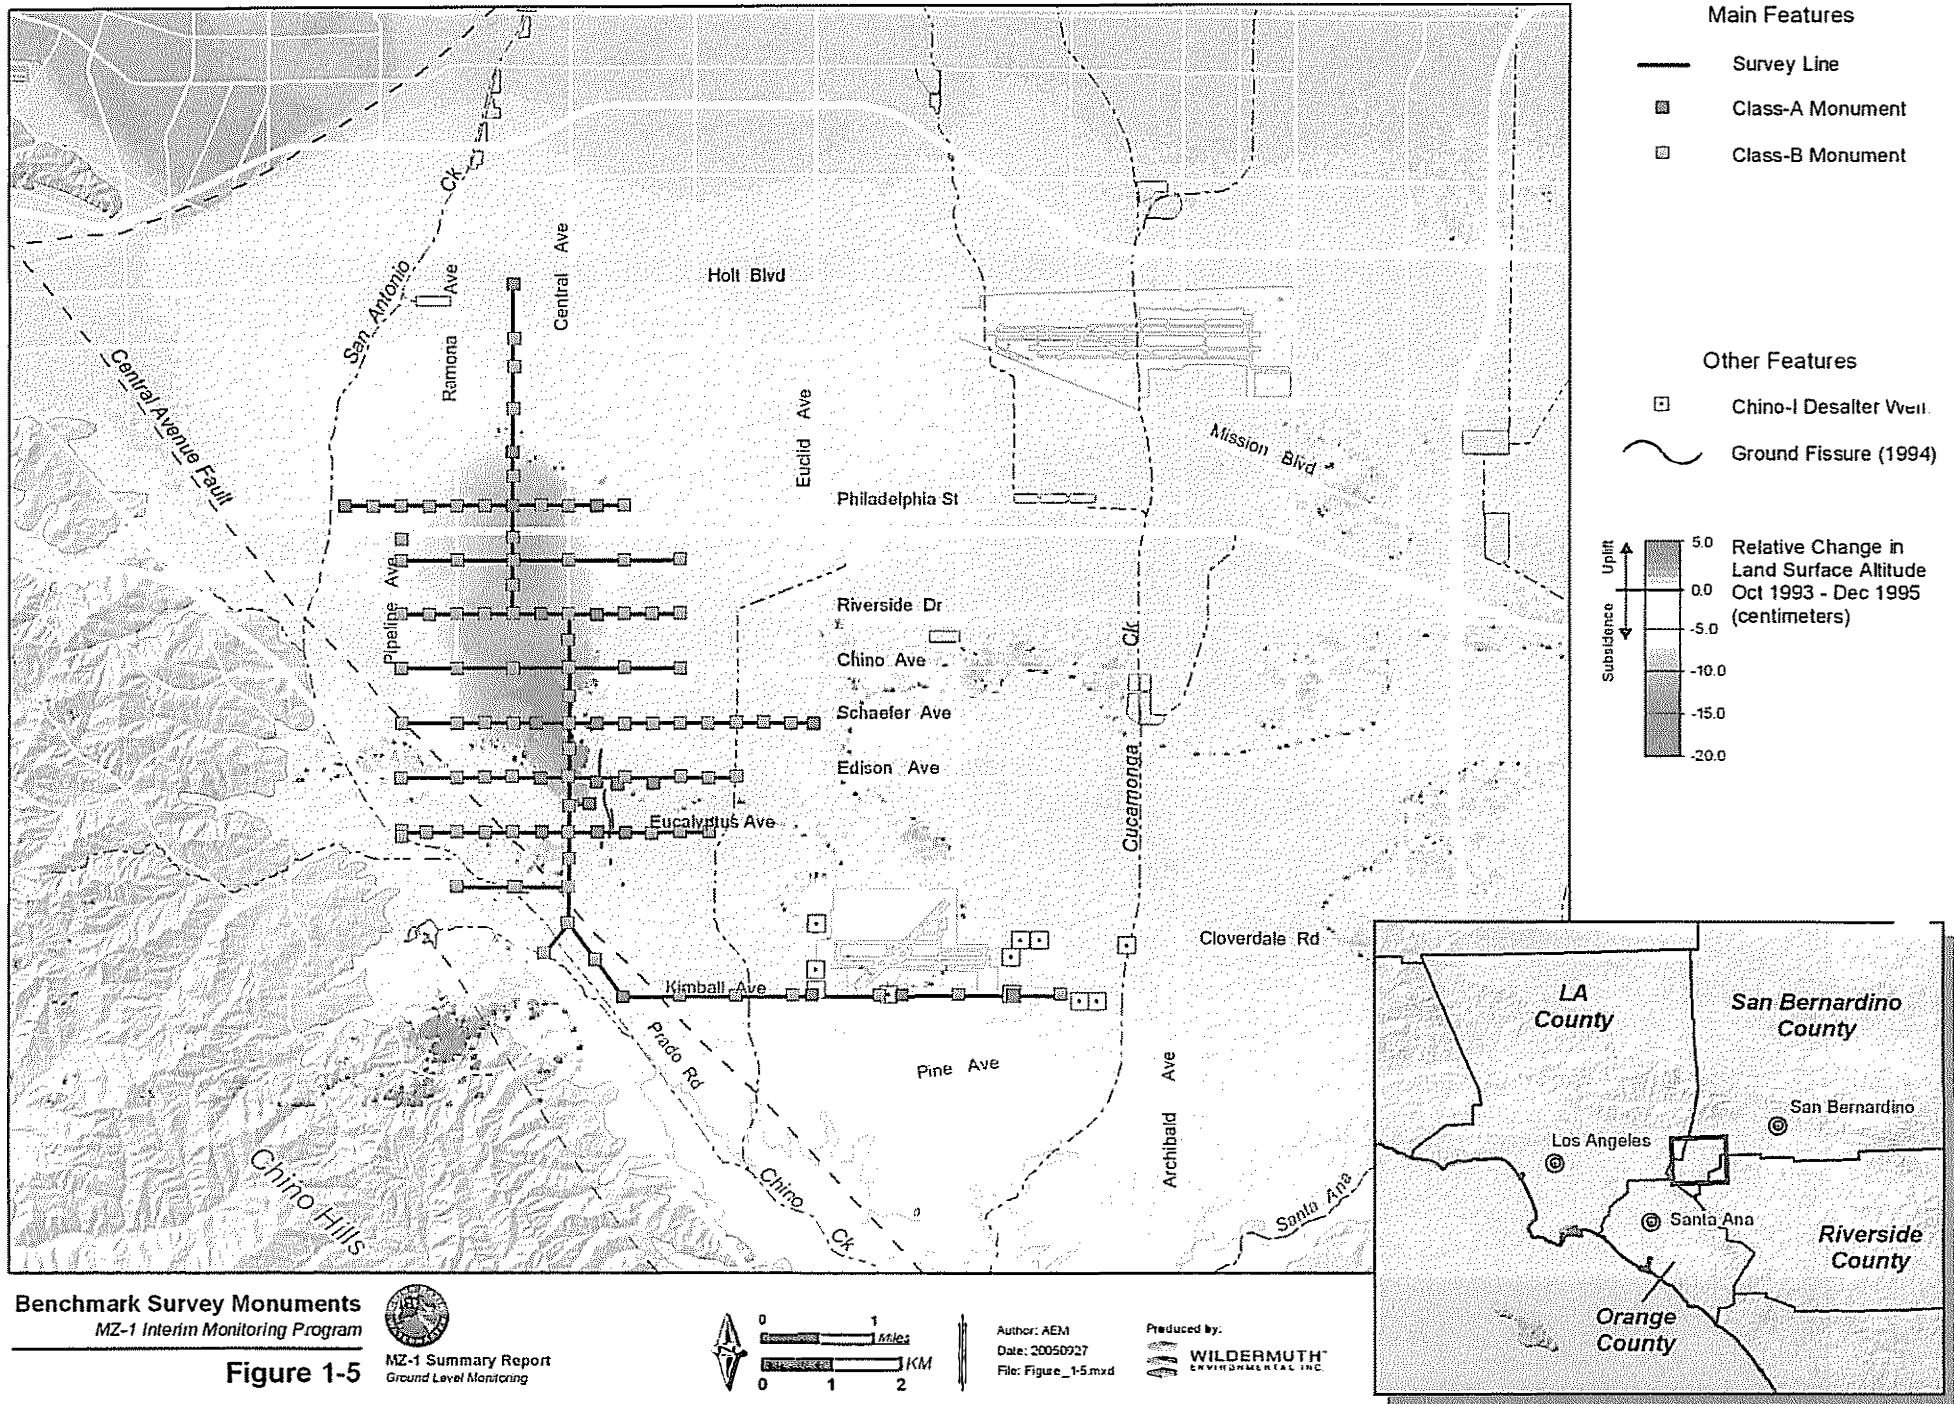 Main Features
Survey Line
Class-A Monument
Class-B Monument
Other Features
Chino-I Desalter Well
Ground Fissure (1994)
Uplift
Subsidence
5.0
0.0
-5.0
-10.0
-15.0
-20.0
Relative Change in
Land Surface Altitude
Oct 1993 - Dec 1995
(centimeters)
San Antonio Ck
Ramona Ave
Central Ave
Holt Blvd
Euclid Ave
Central Avenue Fault
Mission Blvd
Philadelphia St
Pipeline Ave
Riverside Dr
Chino Ave
Schaefer Ave
Edison Ave
Eucalyptus Ave
Cucamonga Ck
Cloverdale Rd
Kimball Ave
Prado Rd
Pine Ave
Archibald Ave
Chino Hills
Chino Ck
Santa Ana
LA
County
San Bernardino
County
San Bernardino
Los Angeles
Santa Ana
Riverside
County
Orange
County
Benchmark Survey Monuments
MZ-1 Interim Monitoring Program
Figure 1-5
MZ-1 Summary Report
Ground Level Monitoring
0 1
Miles
KM
0 1 2
Author: AEM
Date: 20050927
File: Figure_1-5.mxd
Produced by:
WILDERMUTH
ENVIRONMENTAL INC.